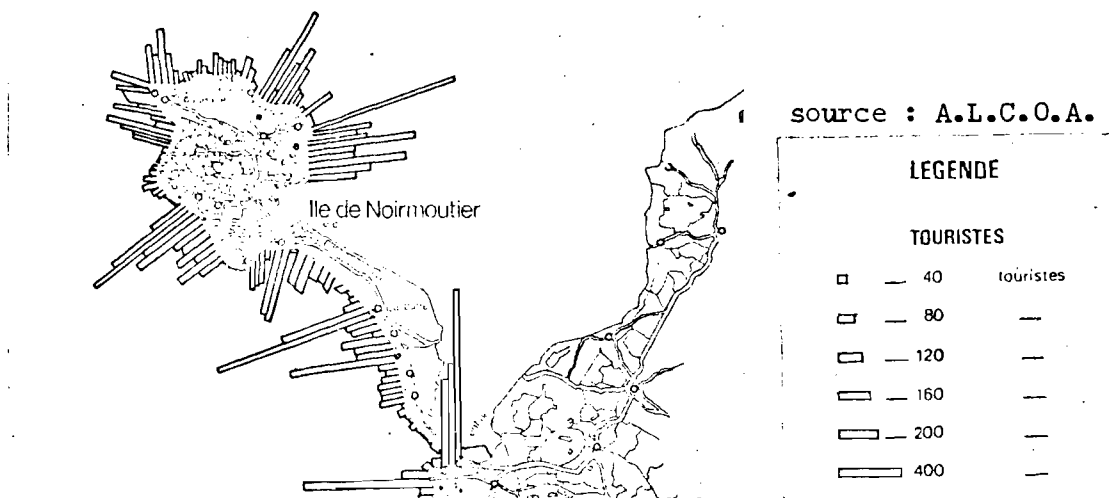 source : A.L.C.O.A.
LEGENDE
TOURISTES
— 40 touristes
— 80 —
— 120 —
— 160 —
— 200 —
400 —
Ile de Noirmoutier